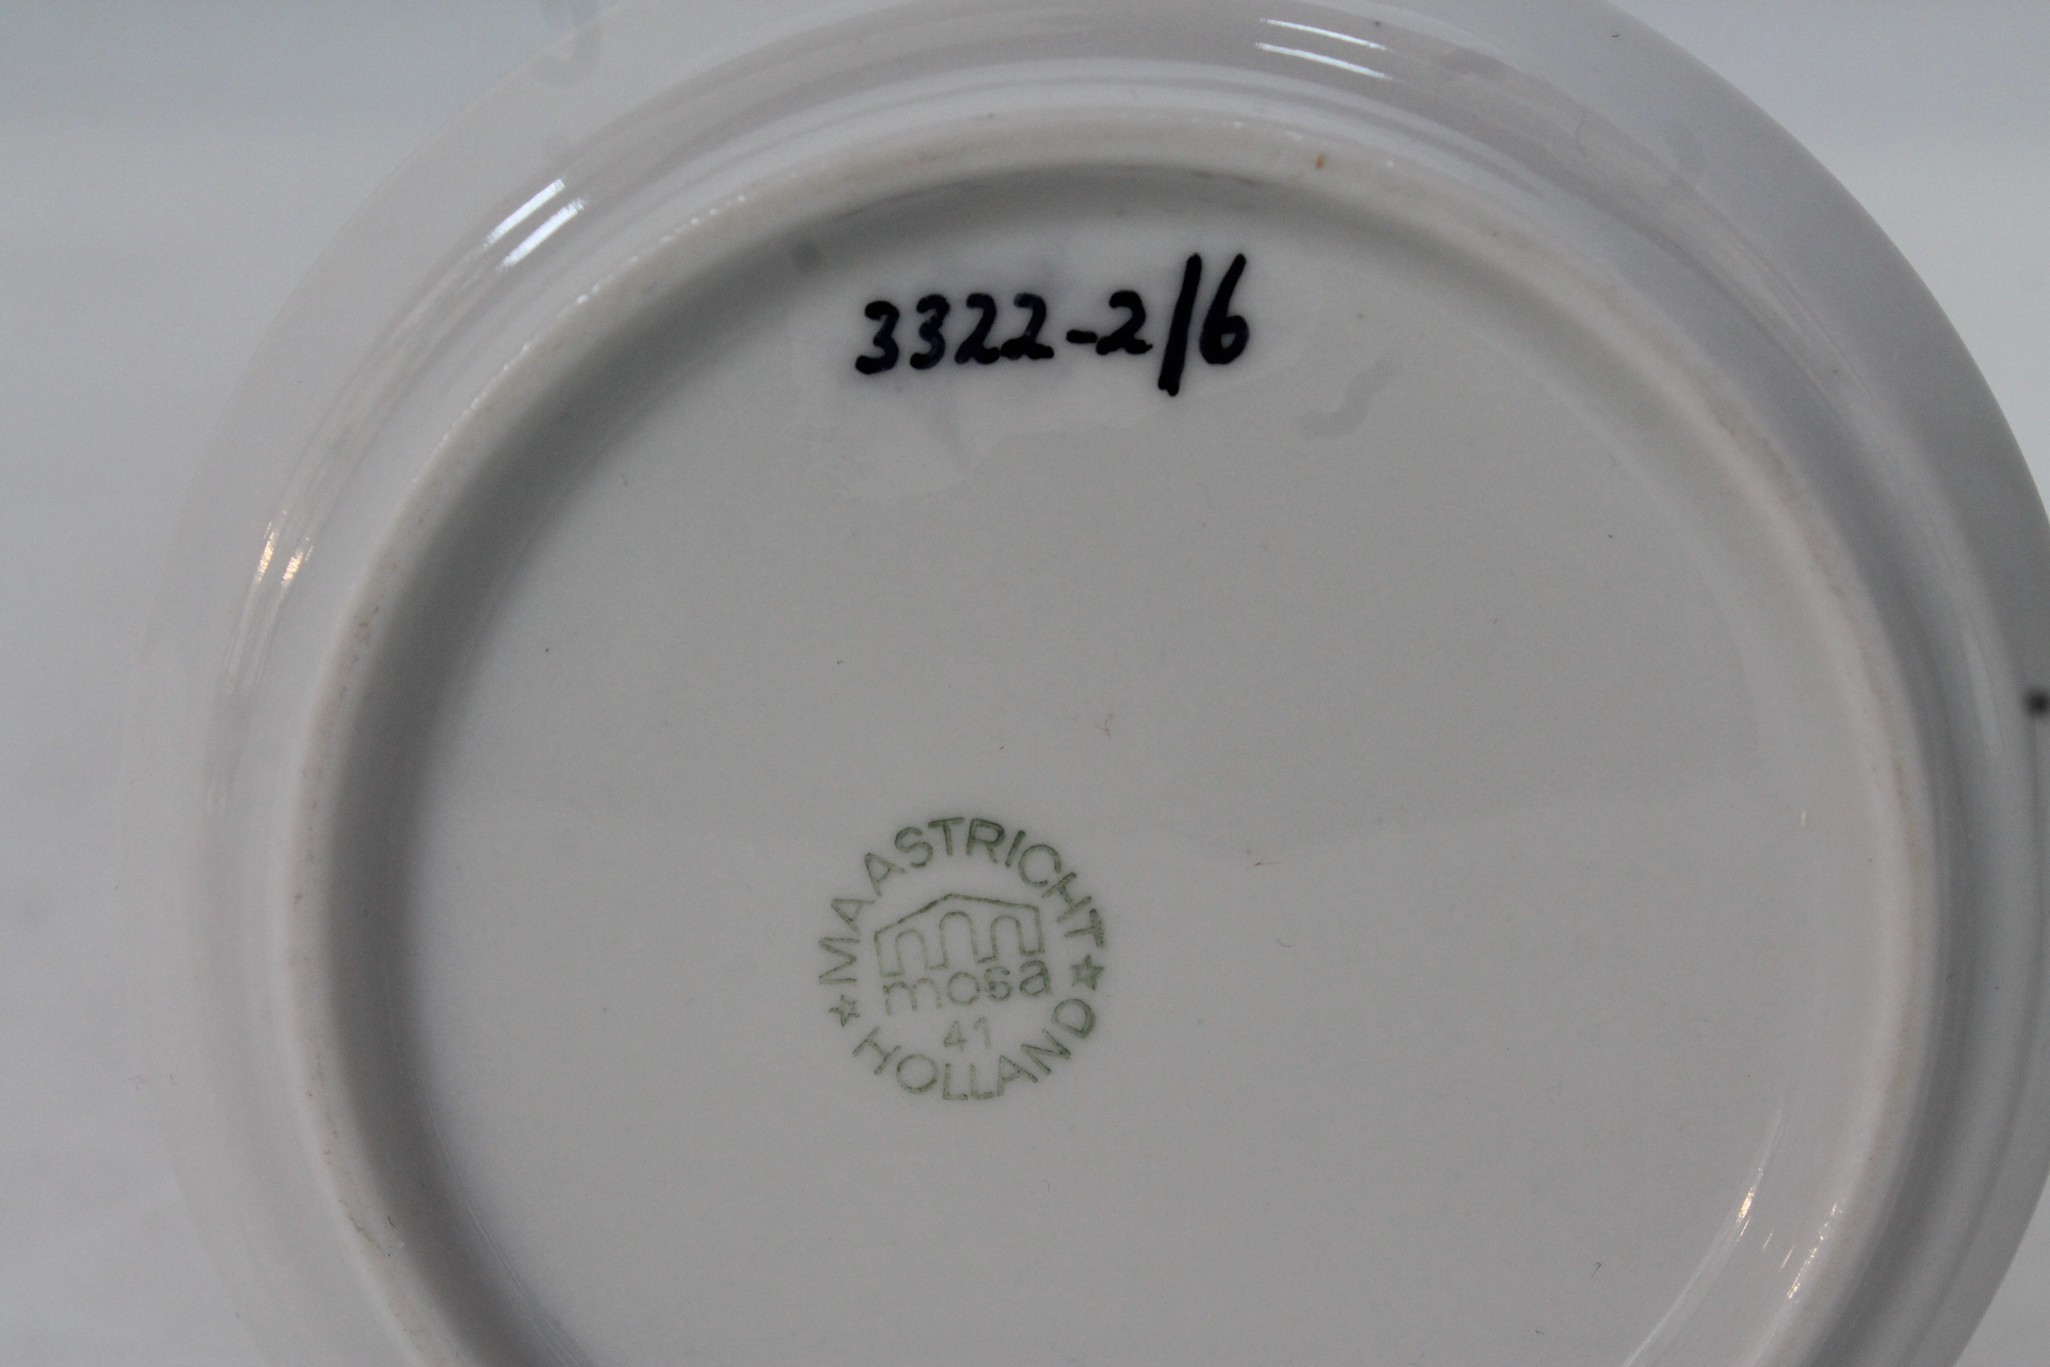 3322-2/6
MAASTRICHT
mosa
41
HOLLAND